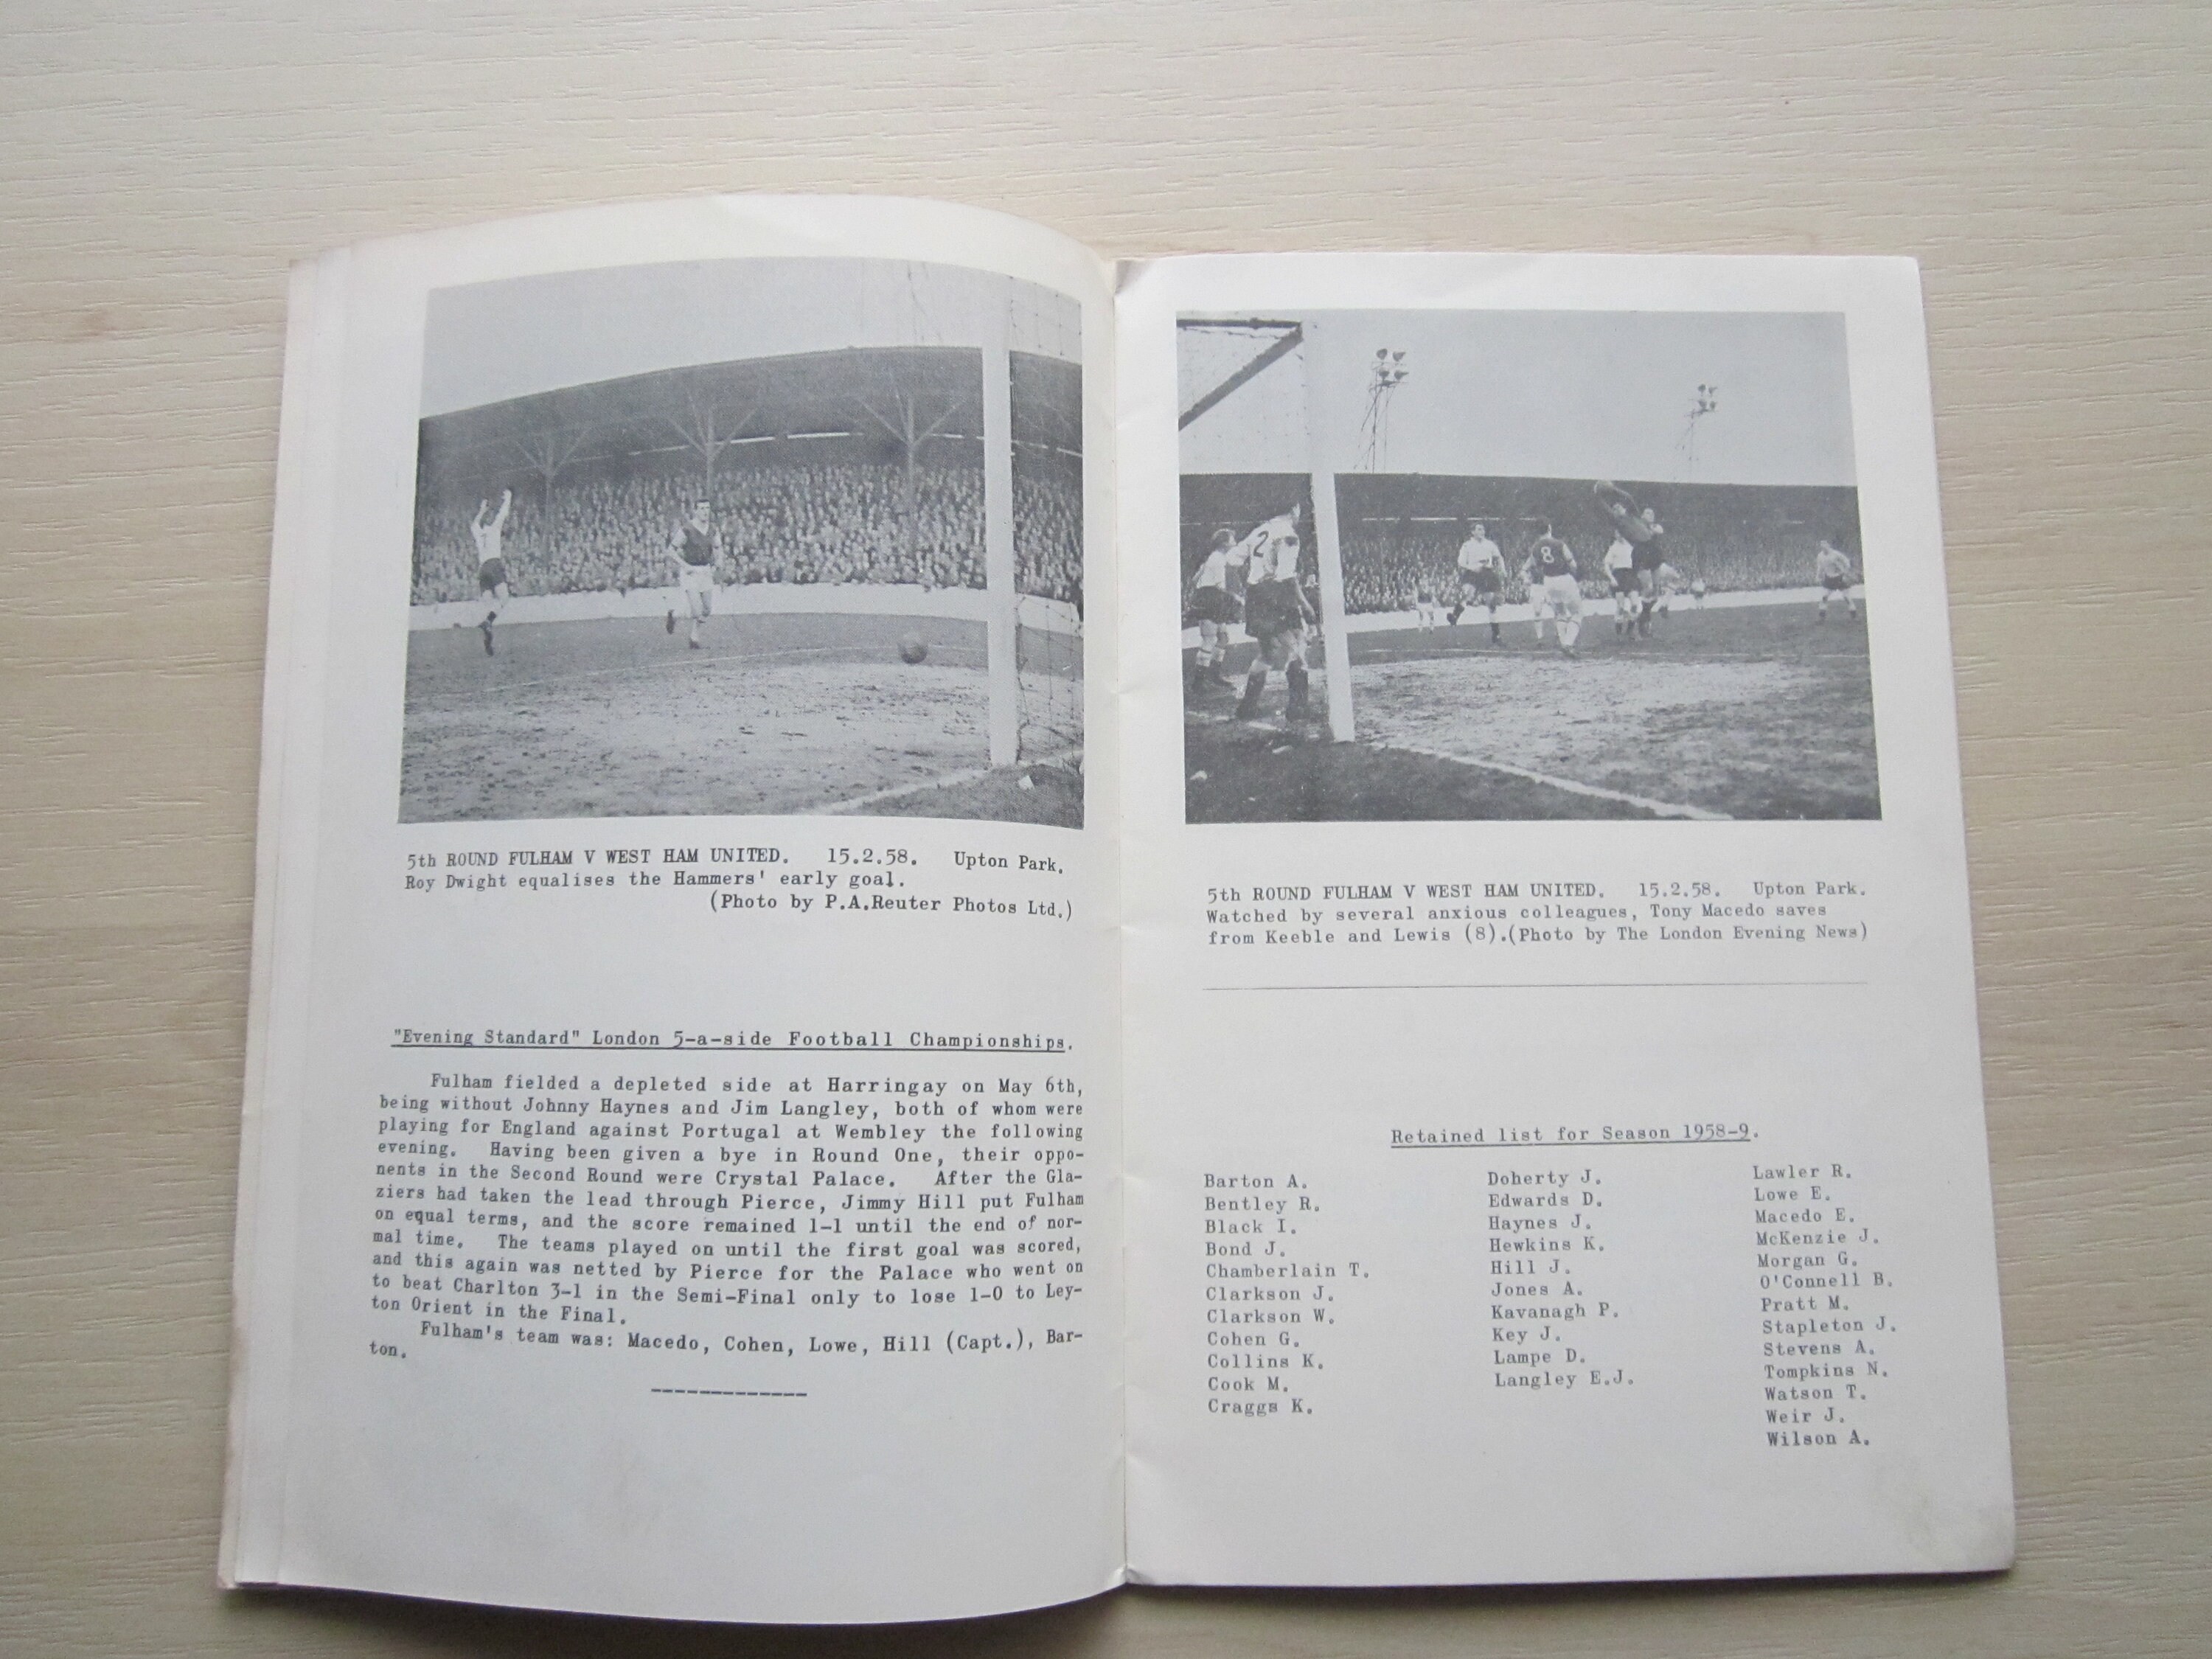 5th ROUND FULHAM V WEST HAM UNITED. 15.2.58. Upton Park.
Roy Dwight equalises the Hammers' early goal.
(Photo by P.A.Reuter Photos Ltd.)
"Evening Standard" London 5-a-side Football Championships.
Fulham fielded a depleted side at Harringay on May 6th,
being without Johnny Haynes and Jim Langley, both of whom were
playing for England against Portugal at Wembley the following
evening. Having been given a bye in Round One, their oppo-
nents in the Second Round were Crystal Palace. After the Gla-
ziers had taken the lead through Pierce, Jimmy Hill put Fulham
on equal terms, and the score remained 1-1 until the end of nor-
mal time. The teams played on until the first goal was scored,
and this again was netted by Pierce for the Palace who went on
to beat Charlton 3-1 in the Semi-Final only to lose 1-0 to Ley-
ton Orient in the Final.
Fulham's team was: Macedo, Cohen, Lowe, Hill (Capt.), Bar-
ton.
2
8
5th ROUND FULHAM V WEST HAM UNITED. 15.2.58. Upton Park.
Watched by several anxious colleagues, Tony Macedo saves
from Keeble and Lewis (8).(Photo by The London Evening News)
Retained list for Season 1958-9.
Barton A.
Bentley R.
Black I.
Bond J.
Chamberlain T.
Clarkson J.
Clarkson W.
Cohen G.
Collins K.
Cook M.
Craggs K.
Doherty J.
Edwards D.
Haynes J.
Hewkins K.
Hill J.
Jones A.
Kavanagh P.
Key J.
Lampe D.
Langley E.J.
Lawler R.
Lowe E.
Macedo E.
McKenzie J.
Morgan G.
O'Connell B.
Pratt M.
Stapleton J.
Stevens A.
Tompkins N.
Watson T.
Weir J.
Wilson A.